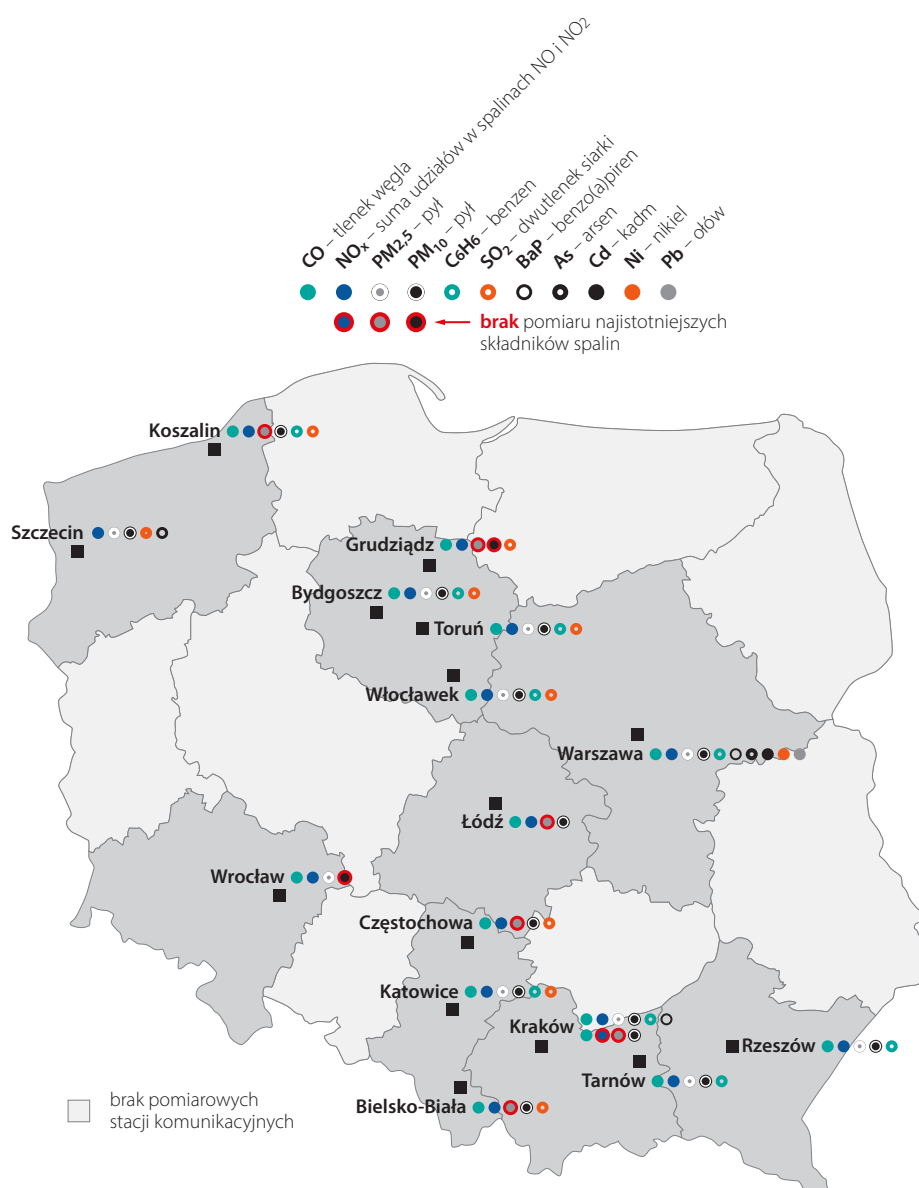 CO – tlenek węgla
NOx – suma udziałów w spalinach NO i NO2
PM2,5 – pył
PM10 – pył
C6H6 – benzen
SO2 – dwutlenek siarki
BaP – benzo(a)piren
As – arsen
Cd – kadm
Ni – nikiel
Pb – ołów
brak pomiaru najistotniejszych
składników spalin
Koszalin
Szczecin
Grudziądz
Bydgoszcz
Toruń
Włocławek
Warszawa
Łódź
Wrocław
Częstochowa
Katowice
Kraków
Rzeszów
Tarnów
Bielsko-Biała
brak pomiarowych
stacji komunikacyjnych